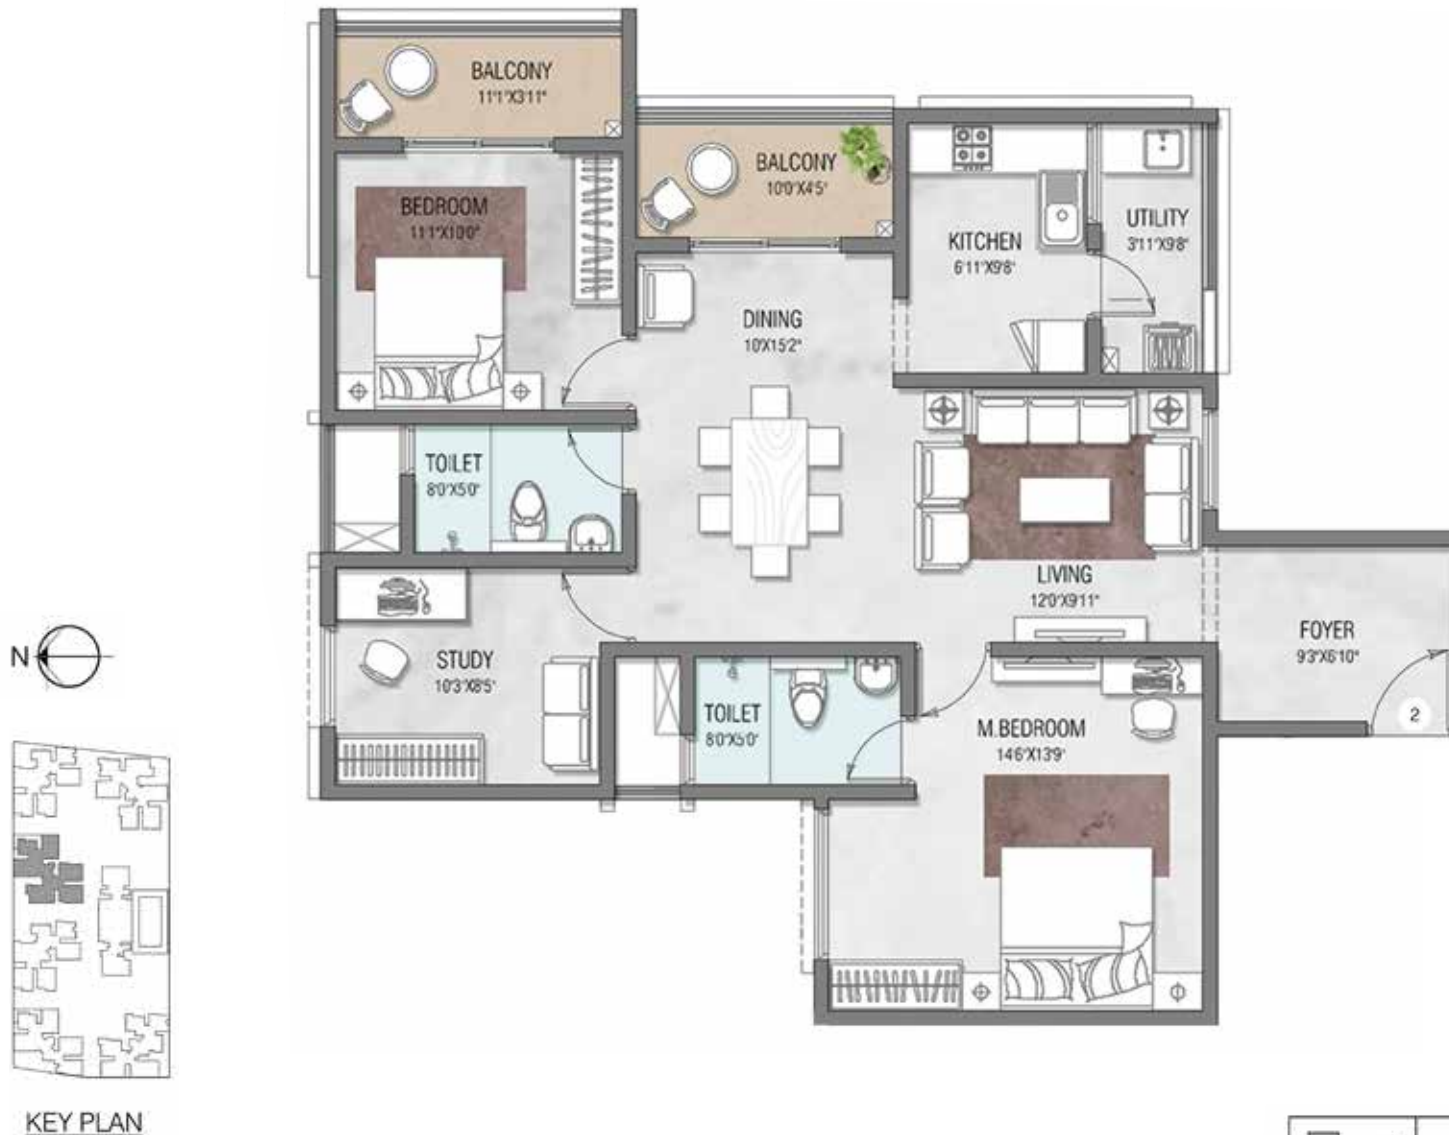 BALCONY
11'1"X3'11"
BALCONY
10'0"X4'5"
BEDROOM
11'1"X10'0"
KITCHEN
6'11"X9'8"
UTILITY
3'11"X9'8"
DINING
10'X15'2"
TOILET
8'0"X5'0"
LIVING
12'0"X9'11"
FOYER
9'3"X6'10"
2
N
STUDY
10'3"X8'5"
TOILET
8'0"X5'0"
M.BEDROOM
14'6"X13'9"
KEY PLAN